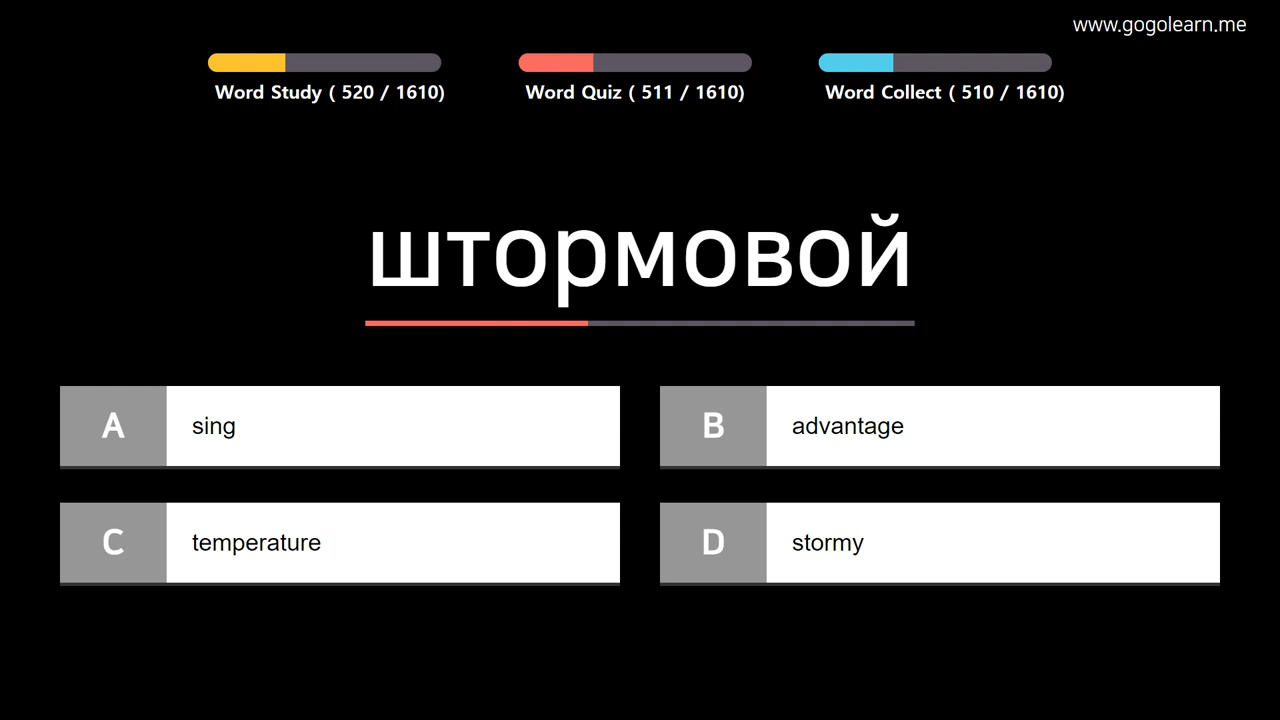 www.gogolearn.me
Word Study ( 520 / 1610)
Word Quiz ( 511 / 1610)
Word Collect ( 510 / 1610)
штормовой
A sing
B advantage
C temperature
D stormy